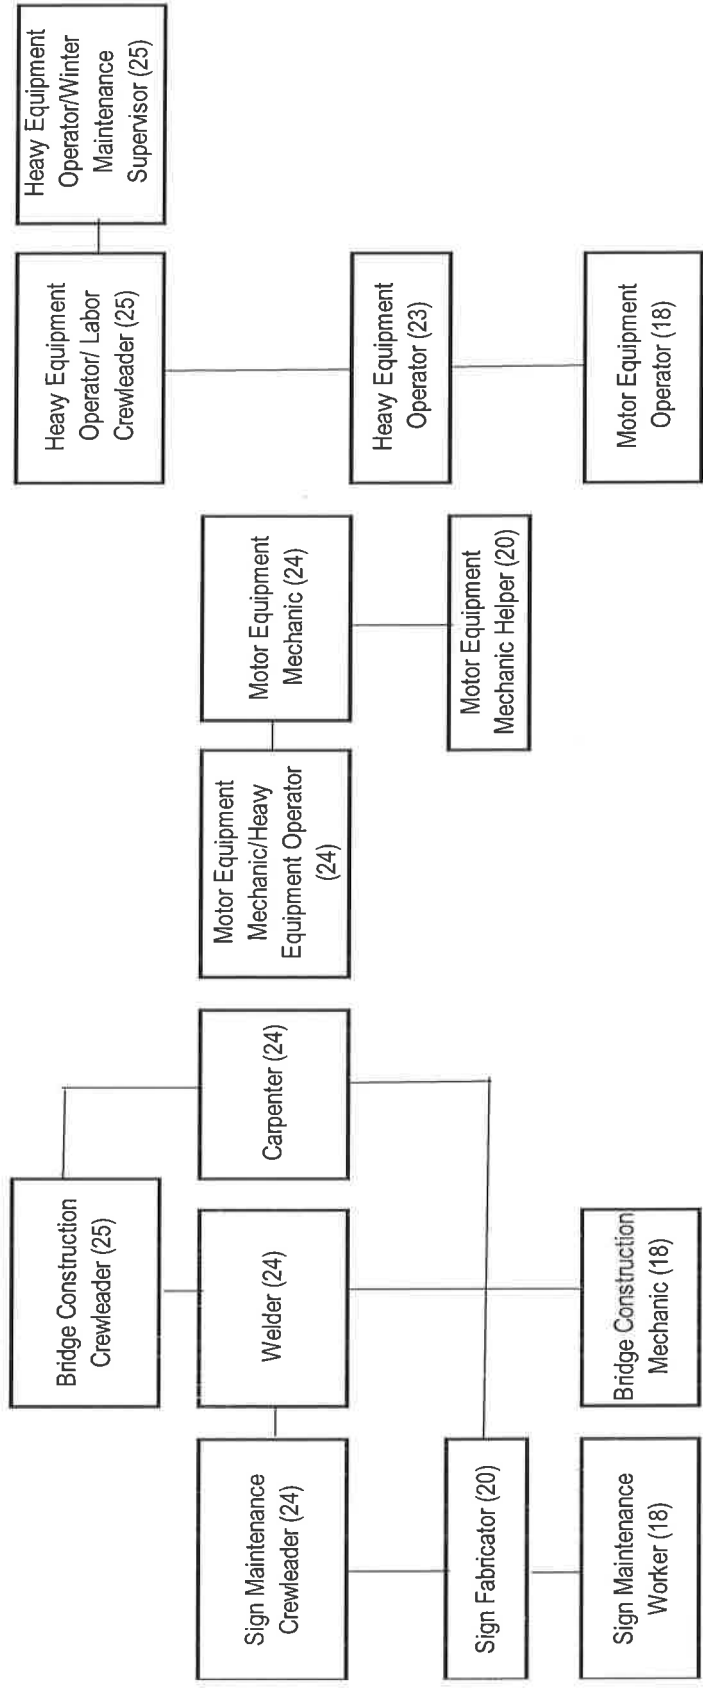 Bridge Construction
Crewleader (25)
Heavy Equipment
Operator/ Labor
Crewleader (25)
Heavy Equipment
Operator/Winter
Maintenance
Supervisor (25)
Sign Maintenance
Crewleader (24)
Welder (24)
Carpenter (24)
Motor Equipment
Mechanic/Heavy
Equipment Operator
(24)
Motor Equipment
Mechanic (24)
Heavy Equipment
Operator (23)
Sign Fabricator (20)
Motor Equipment
Mechanic Helper (20)
Sign Maintenance
Worker (18)
Bridge Construction
Mechanic (18)
Motor Equipment
Operator (18)